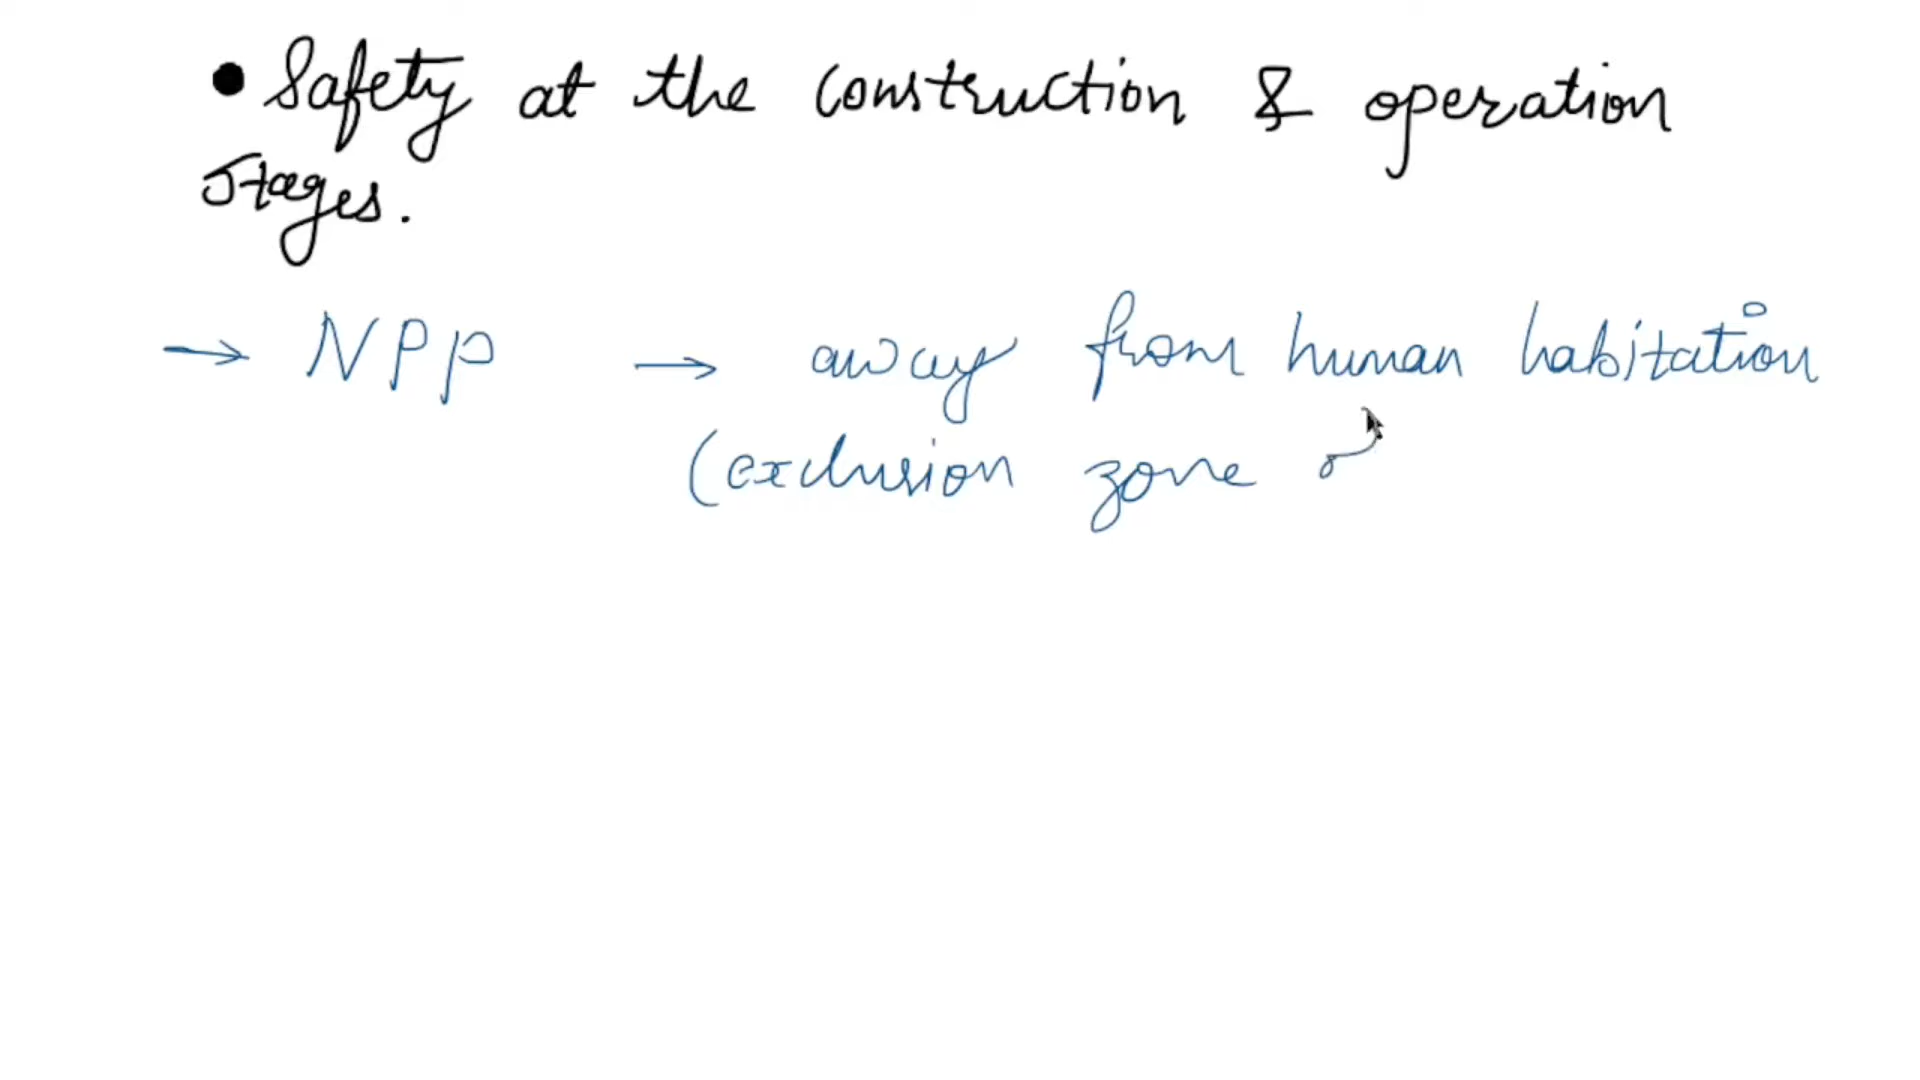 • Safety at the construction & operation
stages.
→ NPP → away from human habitation
(exclusion zone